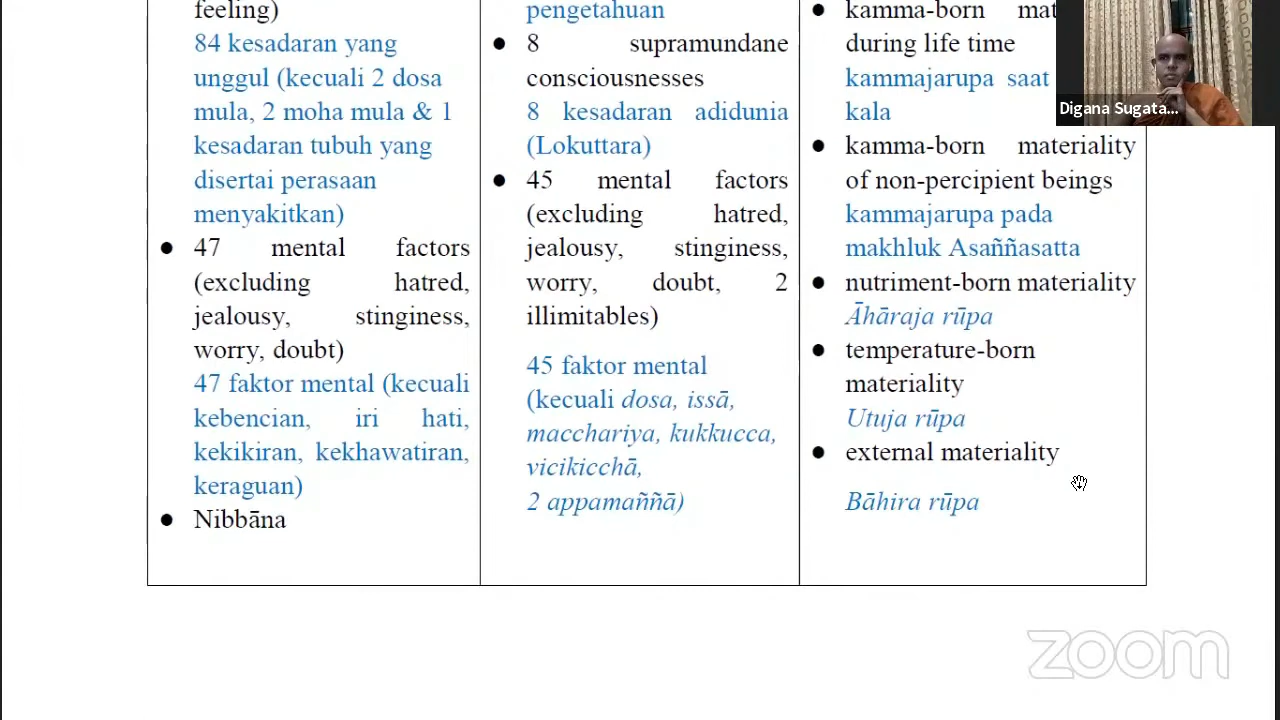 feeling)
84 kesadaran yang
unggul (kecuali 2 dosa
mula, 2 moha mula & 1
kesadaran tubuh yang
disertai perasaan
menyakitkan)
● 47 mental factors
(excluding hatred,
jealousy, stinginess,
worry, doubt)
47 faktor mental (kecuali
kebencian, iri hati,
kekikiran, kekhawatiran,
keraguan)
● Nibbāna
pengetahuan
● 8 supramundane
consciousnesses
8 kesadaran adidunia
(Lokuttara)
● 45 mental factors
(excluding hatred,
jealousy, stinginess,
worry, doubt, 2
illimitables)
45 faktor mental
(kecuali dosa, issā,
macchariya, kukkucca,
vicikicchā,
2 appamaññā)
● kamma-born
during life time
kammajarupa saat
kala
● kamma-born materiality
of non-percipient beings
kammajarupa pada
makhluk Asaññasatta
● nutriment-born materiality
Āhāraja rūpa
● temperature-born
materiality
Utuja rūpa
● external materiality
Bāhira rūpa
Digana Sugata...
zoom